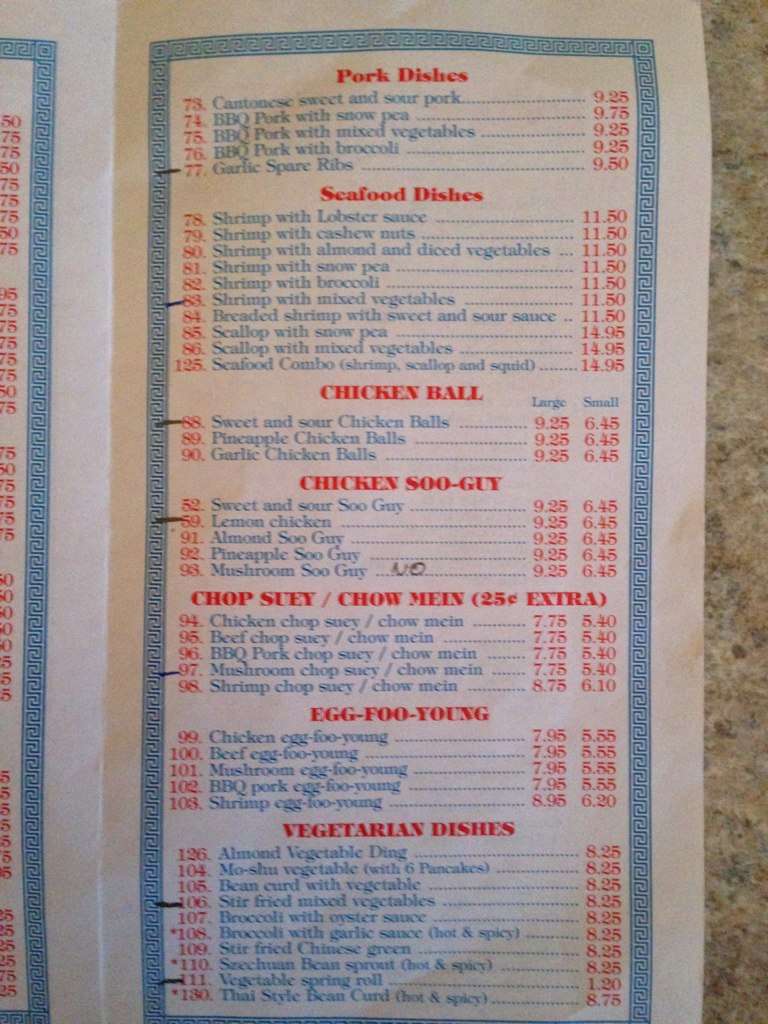 Pork Dishes
73. Cantonese sweet and sour pork 9.25
74. BBQ Pork with snow pea 9.75
75. BBQ Pork with mixed vegetables 9.25
76. BBQ Pork with broccoli 9.25
77. Garlic Spare Ribs 9.50
Seafood Dishes
78. Shrimp with Lobster sauce 11.50
79. Shrimp with cashew nuts 11.50
80. Shrimp with almond and diced vegetables ... 11.50
81. Shrimp with snow pea 11.50
82. Shrimp with broccoli 11.50
83. Shrimp with mixed vegetables 11.50
84. Breaded shrimp with sweet and sour sauce .. 11.50
85. Scallop with snow pea 14.95
86. Scallop with mixed vegetables 14.95
125. Seafood Combo (shrimp, scallop and squid) 14.95
CHICKEN BALL
Large Small
88. Sweet and sour Chicken Balls 9.25 6.45
89. Pineapple Chicken Balls 9.25 6.45
90. Garlic Chicken Balls 9.25 6.45
CHICKEN SOO-GUY
52. Sweet and sour Soo Guy 9.25 6.45
59. Lemon chicken 9.25 6.45
91. Almond Soo Guy 9.25 6.45
92. Pineapple Soo Guy 9.25 6.45
93. Mushroom Soo Guy NO 9.25 6.45
CHOP SUEY / CHOW MEIN (25¢ EXTRA)
94. Chicken chop suey / chow mein 7.75 5.40
95. Beef chop suey / chow mein 7.75 5.40
96. BBQ Pork chop suey / chow mein 7.75 5.40
97. Mushroom chop suey / chow mein 7.75 5.40
98. Shrimp chop suey / chow mein 8.75 6.10
EGG-FOO-YOUNG
99. Chicken egg-foo-young 7.95 5.55
100. Beef egg-foo-young 7.95 5.55
101. Mushroom egg-foo-young 7.95 5.55
102. BBQ pork egg-foo-young 7.95 5.55
103. Shrimp egg-foo-young 8.95 6.20
VEGETARIAN DISHES
126. Almond Vegetable Ding 8.25
104. Mo-shu vegetable (with 6 Pancakes) 8.25
105. Bean curd with vegetable 8.25
106. Stir fried mixed vegetables 8.25
107. Broccoli with oyster sauce 8.25
*108. Broccoli with garlic sauce (hot & spicy) 8.25
109. Stir fried Chinese green 8.25
*110. Szechuan Bean sprout (hot & spicy) 8.25
111. Vegetable spring roll 1.20
*130. Thai Style Bean Curd (hot & spicy) 8.75